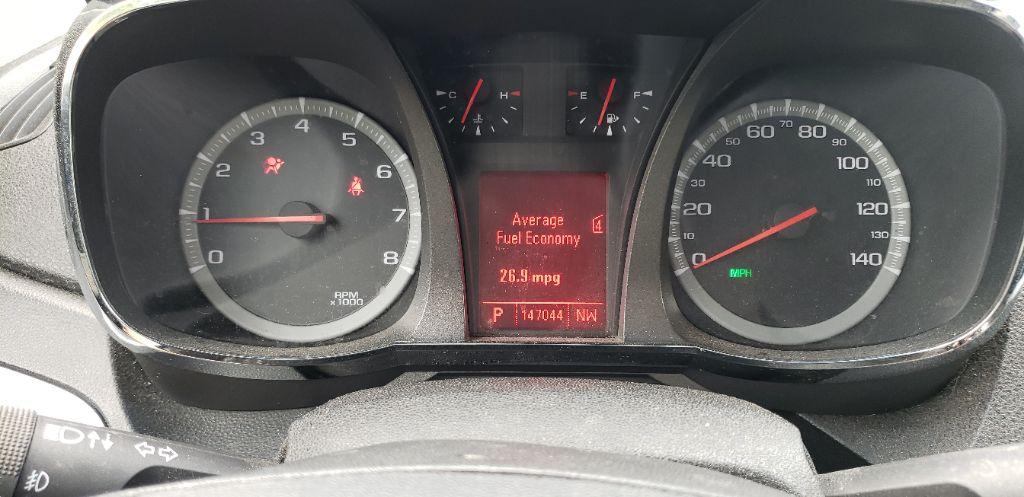 C H
E F
0 1 2 3 4 5 6 7 8
RPM
x1000
Average
Fuel Economy
4
26.9 mpg
P 147044 NW
0 10 20 30 40 50 60 70 80 90 100 110 120 130 140
MPH